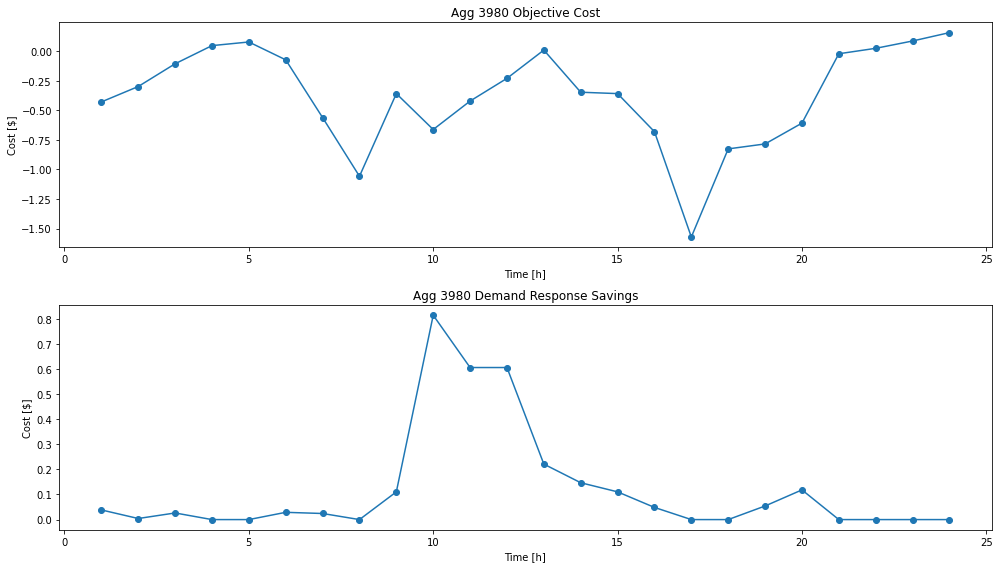 Agg 3980 Objective Cost
Cost [$]
0.00
−0.25
−0.50
−0.75
−1.00
−1.25
−1.50
0 5 10 15 20 25
Time [h]
Agg 3980 Demand Response Savings
Cost [$]
0.8
0.7
0.6
0.5
0.4
0.3
0.2
0.1
0.0
0 5 10 15 20 25
Time [h]